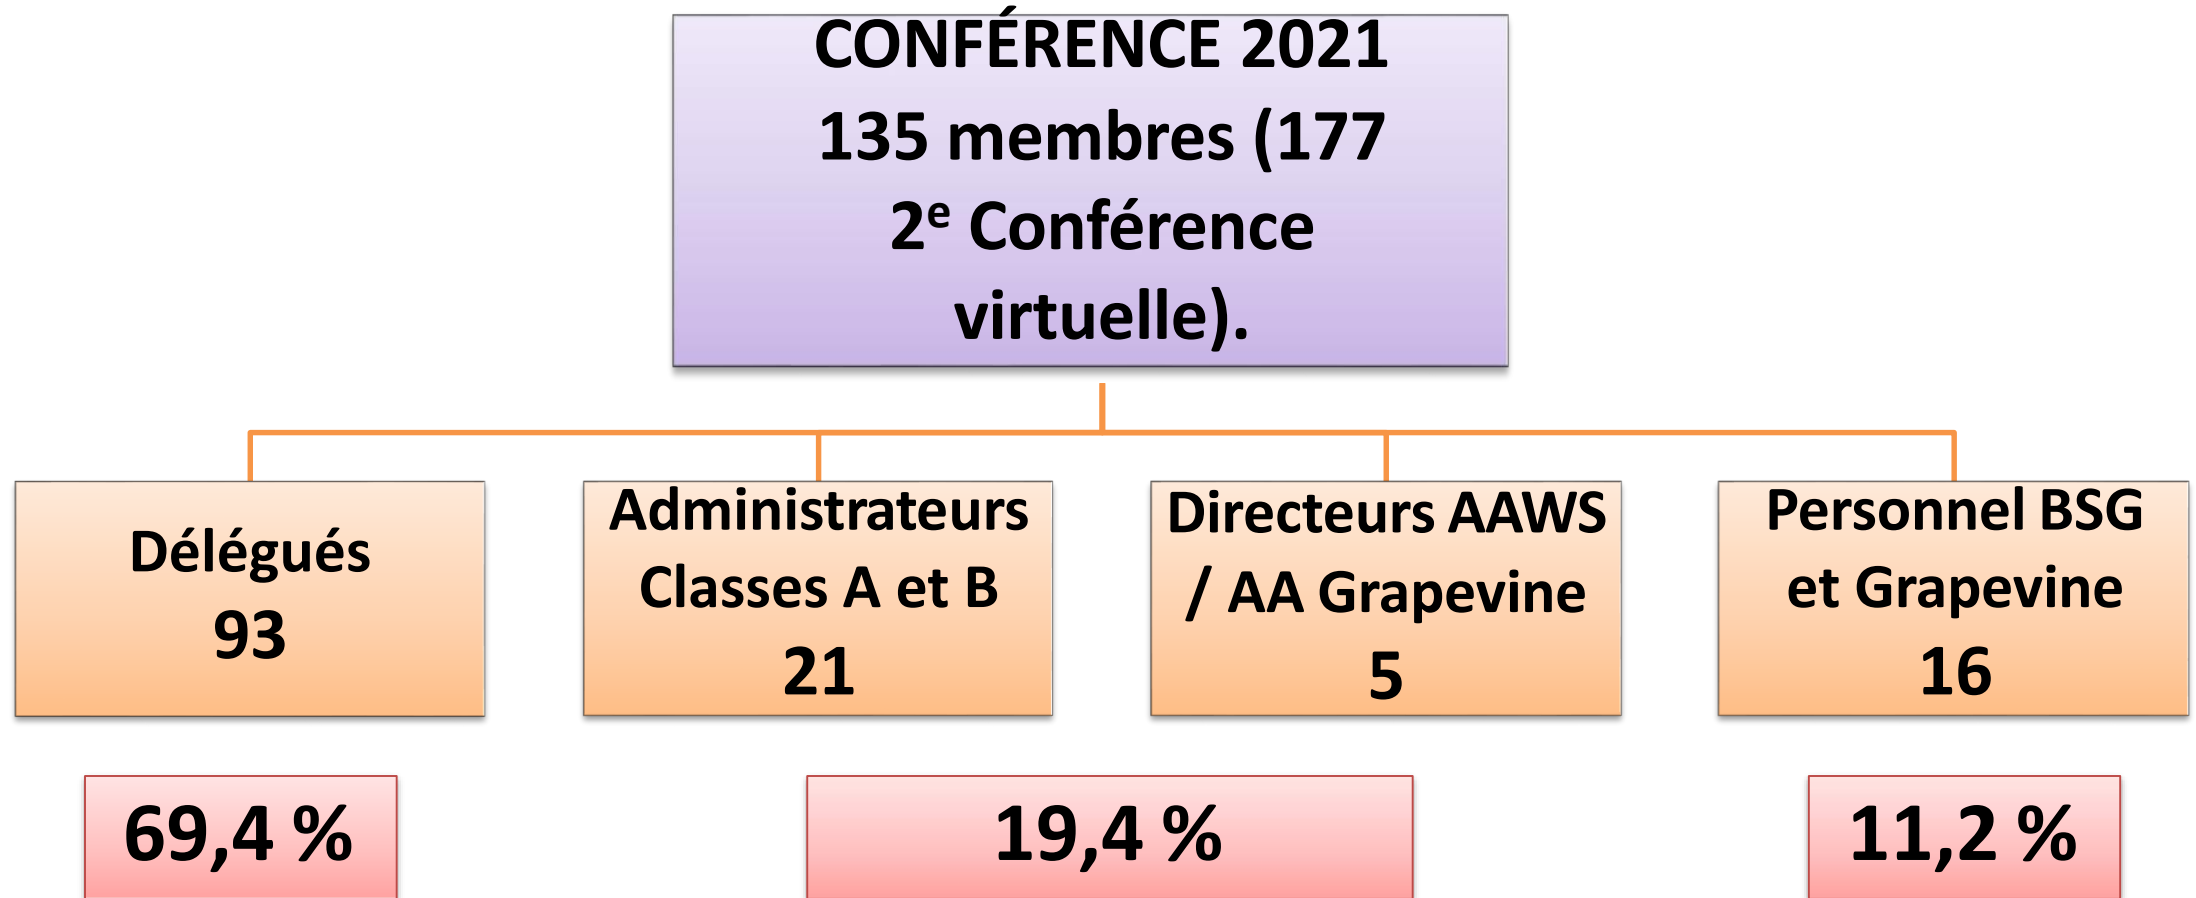 CONFÉRENCE 2021
135 membres (177
2e Conférence
virtuelle).
Délégués
93
Administrateurs
Classes A et B
21
Directeurs AAWS
/ AA Grapevine
5
Personnel BSG
et Grapevine
16
69,4 %
19,4 %
11,2 %